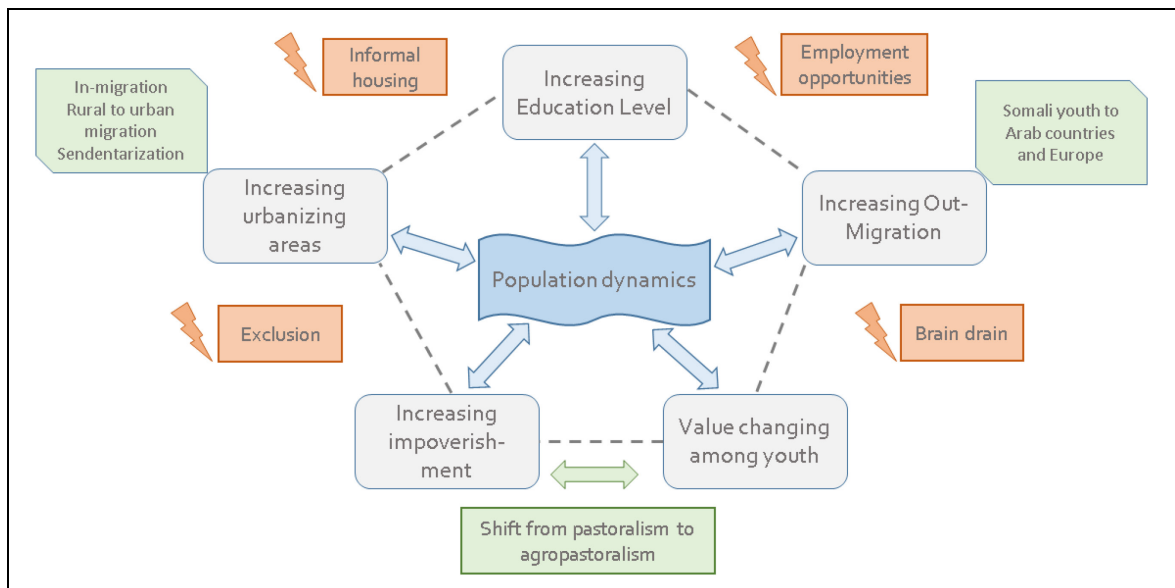 Informal
housing
Increasing
Education Level
Employment
opportunities
In-migration
Rural to urban
migration
Sendentarization
Somali youth to
Arab countries
and Europe
Increasing
urbanizing
areas
Increasing Out-
Migration
Population dynamics
Exclusion
Brain drain
Increasing
impoverish-
ment
Value changing
among youth
Shift from pastoralism to
agropastoralism